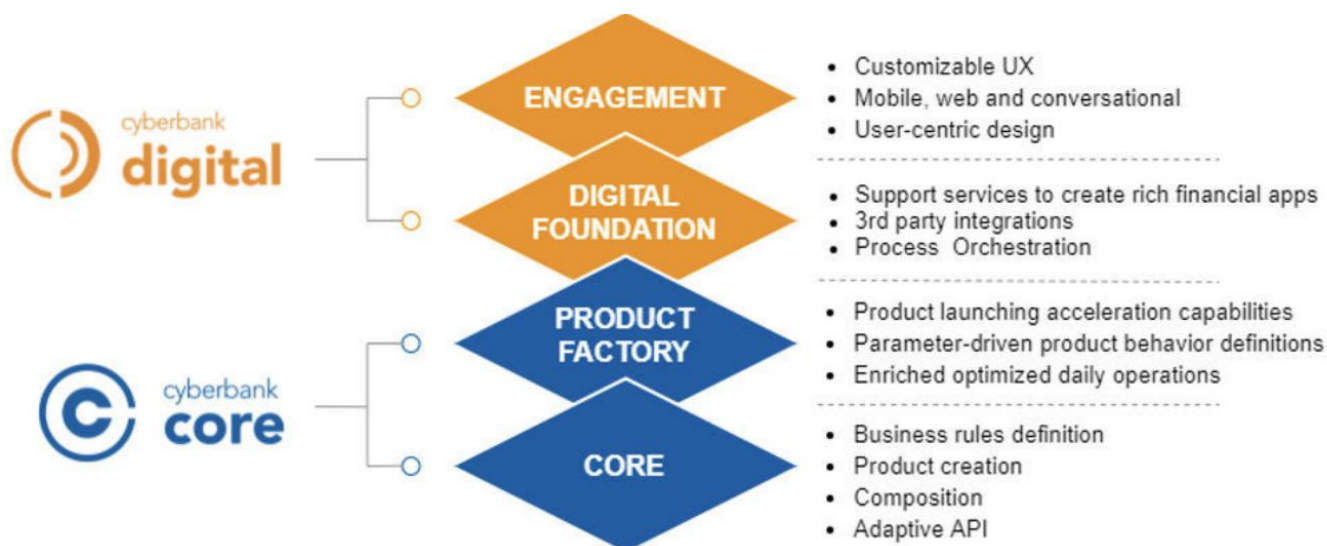 cyberbank
digital
cyberbank
core
ENGAGEMENT
DIGITAL
FOUNDATION
PRODUCT
FACTORY
CORE
• Customizable UX
• Mobile, web and conversational
• User-centric design
• Support services to create rich financial apps
• 3rd party integrations
• Process Orchestration
• Product launching acceleration capabilities
• Parameter-driven product behavior definitions
• Enriched optimized daily operations
• Business rules definition
• Product creation
• Composition
• Adaptive API